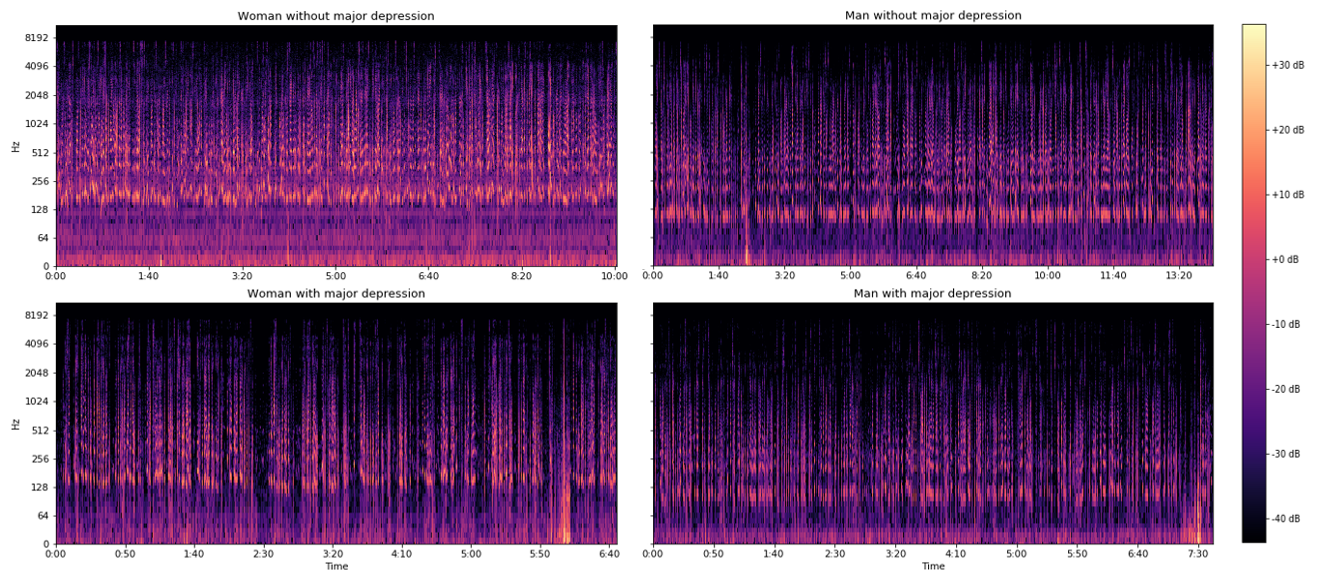 Woman without major depression
Man without major depression
Hz
8192
4096
2048
1024
512
256
128
64
0
0:00 1:40 3:20 5:00 6:40 8:20 10:00
0:00 1:40 3:20 5:00 6:40 8:20 10:00 11:40 13:20
Woman with major depression
Man with major depression
Hz
8192
4096
2048
1024
512
256
128
64
0
0:00 0:50 1:40 2:30 3:20 4:10 5:00 5:50 6:40
Time
0:00 0:50 1:40 2:30 3:20 4:10 5:00 5:50 6:40 7:30
Time
+30 dB
+20 dB
+10 dB
+0 dB
-10 dB
-20 dB
-30 dB
-40 dB